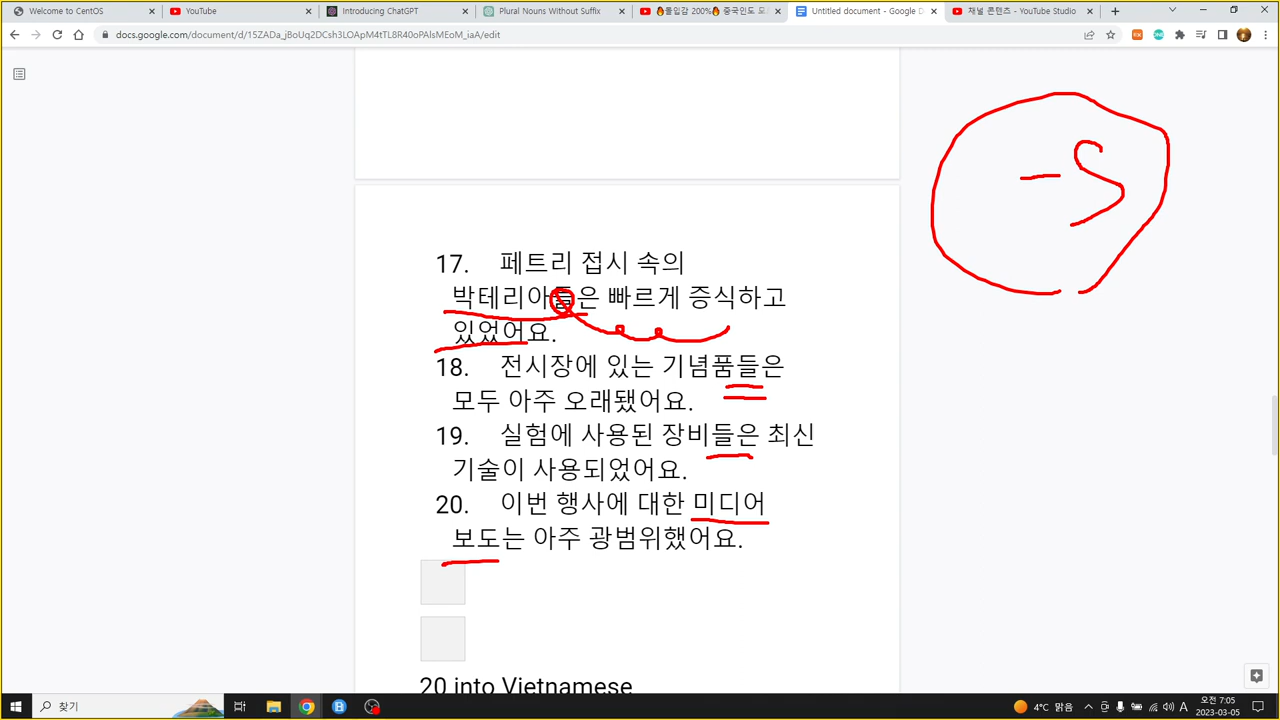 Welcome to CentOS
YouTube
Introducing ChatGPT
Plural Nouns Without Suffix
Untitled document - Google D
채널 콘텐츠 - YouTube Studio
docs.google.com/document/d/15ZADa_jBoUq2DCsh3LOApM4tTL8R40oPAlsMEoM_iaA/edit
-S
17. 페트리 접시 속의
박테리아들은 빠르게 증식하고
있었어요.
18. 전시장에 있는 기념품들은
모두 아주 오래됐어요.
19. 실험에 사용된 장비들은 최신
기술이 사용되었어요.
20. 이번 행사에 대한 미디어
보도는 아주 광범위했어요.
20 into Vietnamese
찾기
4°C 맑음
A
오전 7:05
2023-03-05